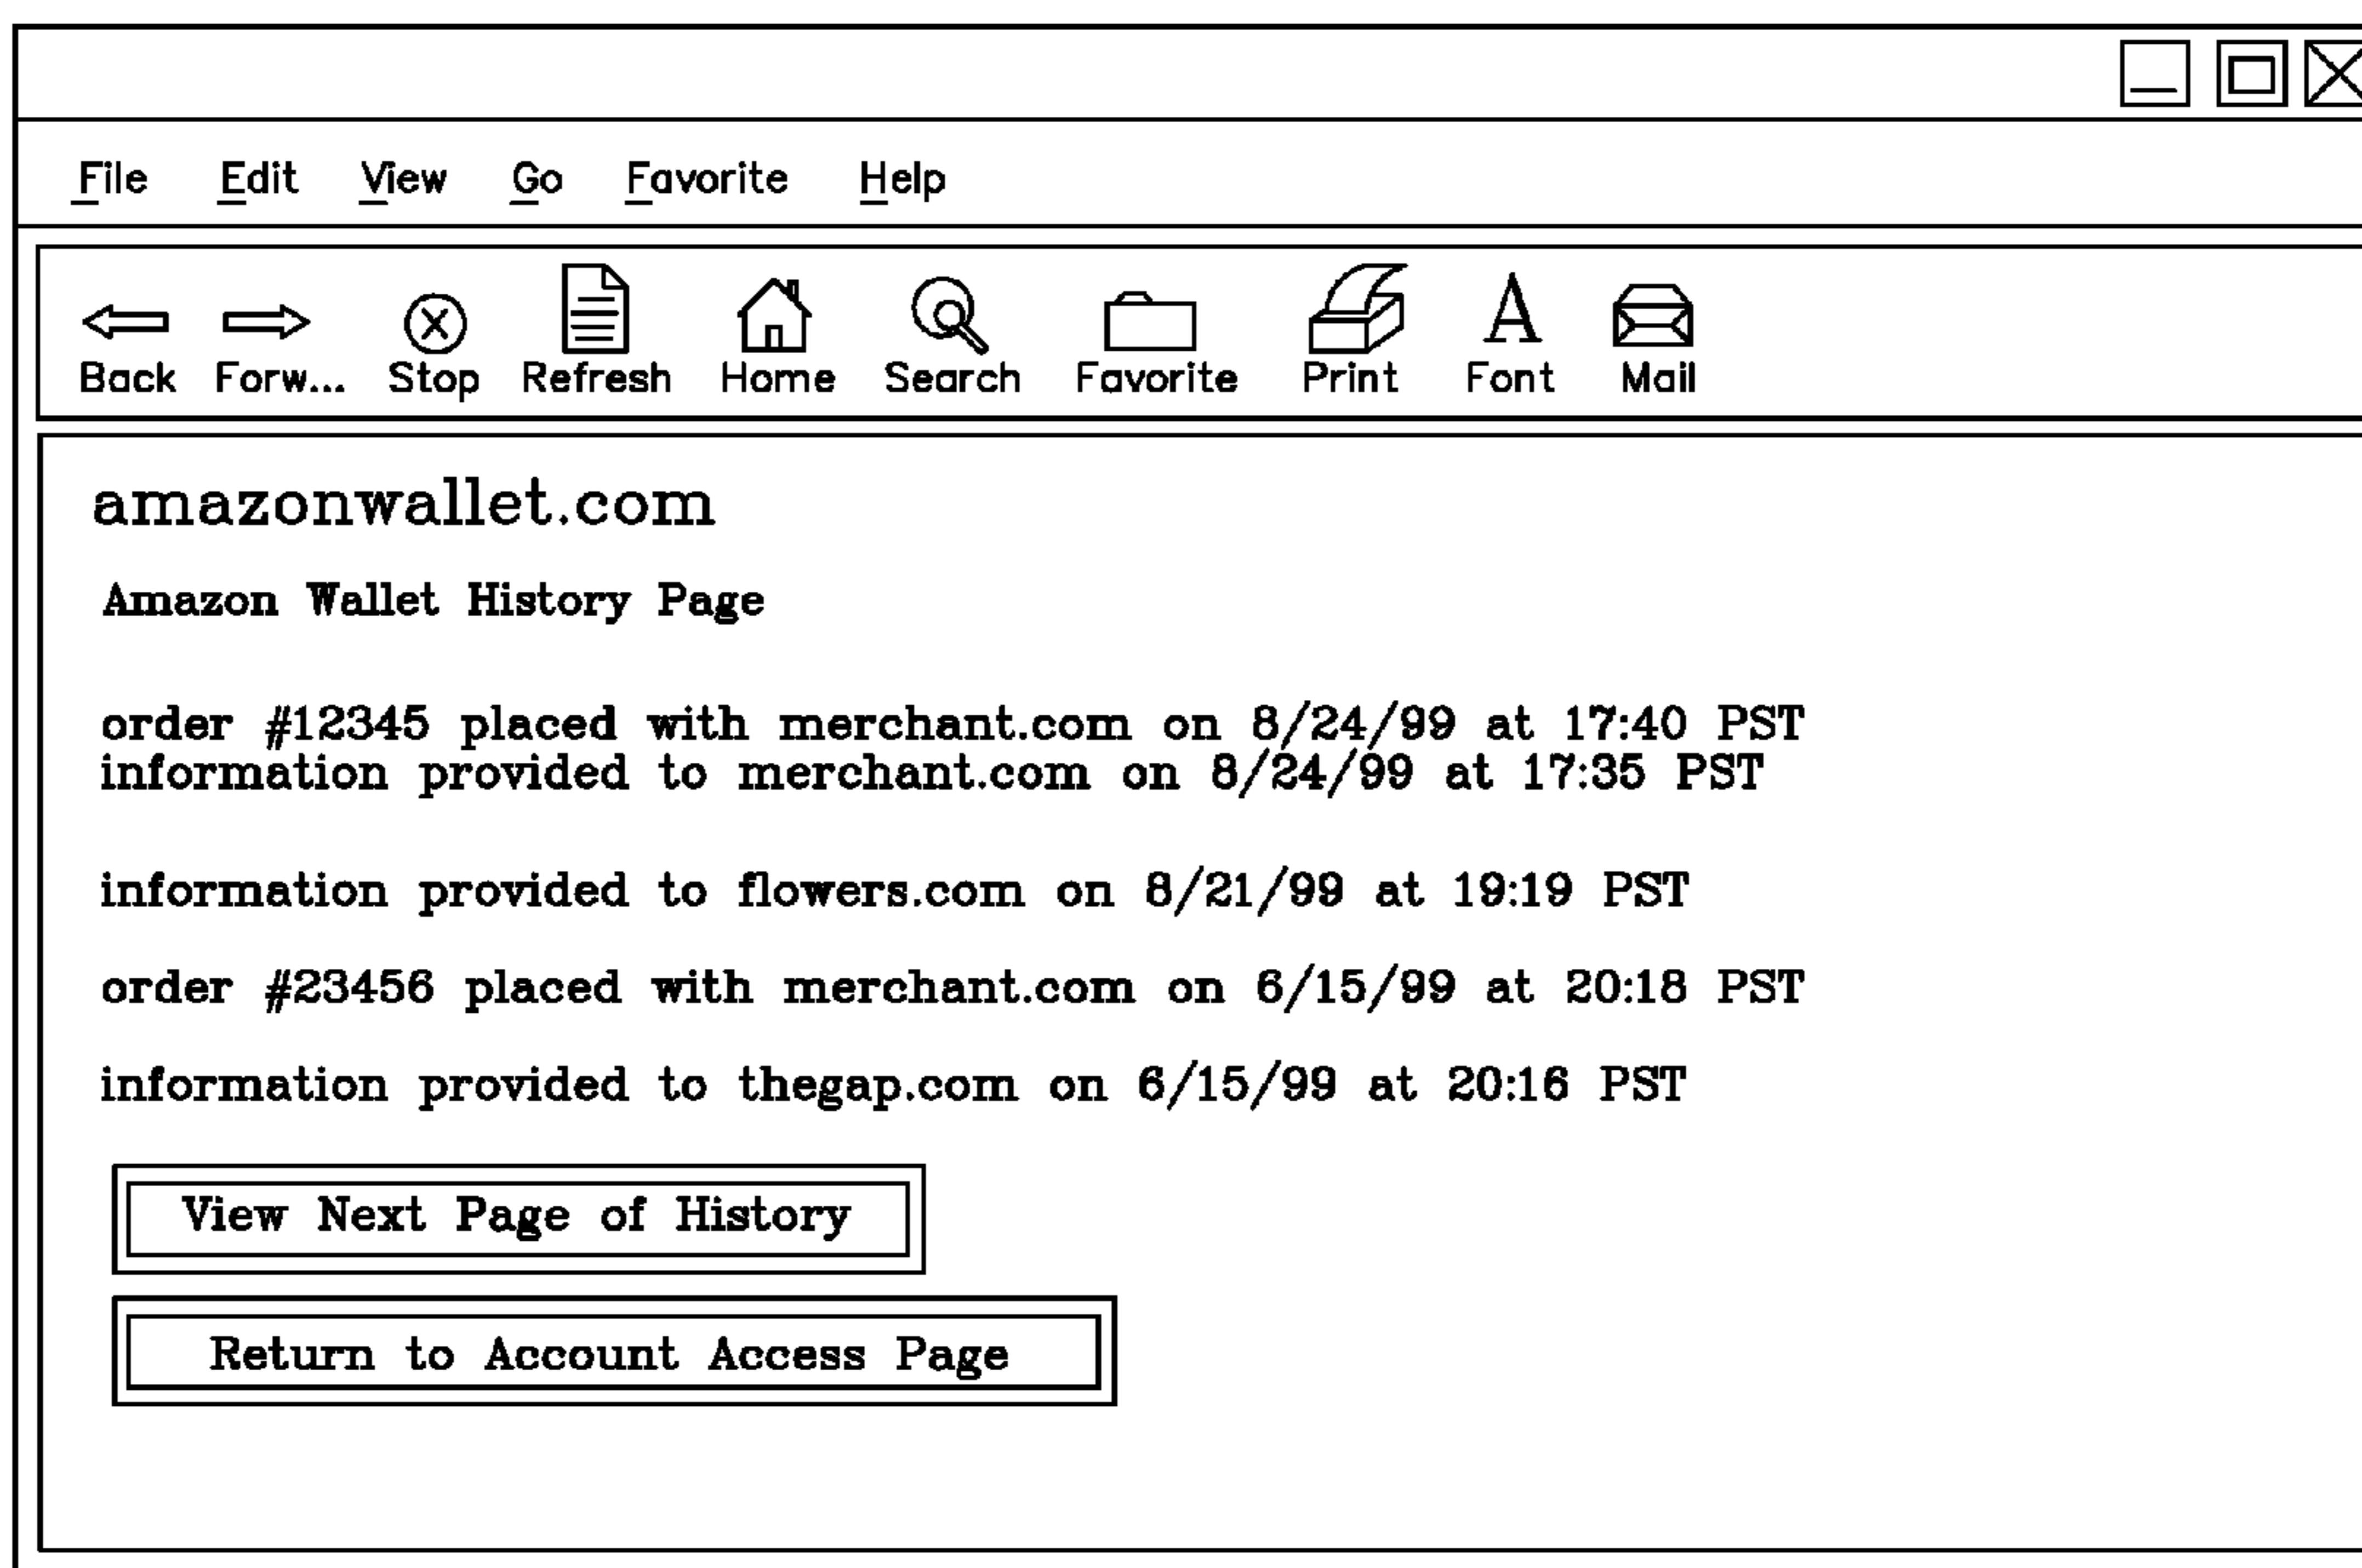 File Edit View Go Favorite Help
Back Forw... Stop Refresh Home Search Favorite Print Font Mail
amazonwallet.com
Amazon Wallet History Page
order #12345 placed with merchant.com on 8/24/99 at 17:40 PST
information provided to merchant.com on 8/24/99 at 17:35 PST
information provided to flowers.com on 8/21/99 at 19:19 PST
order #23456 placed with merchant.com on 6/15/99 at 20:18 PST
information provided to thegap.com on 6/15/99 at 20:16 PST
View Next Page of History
Return to Account Access Page